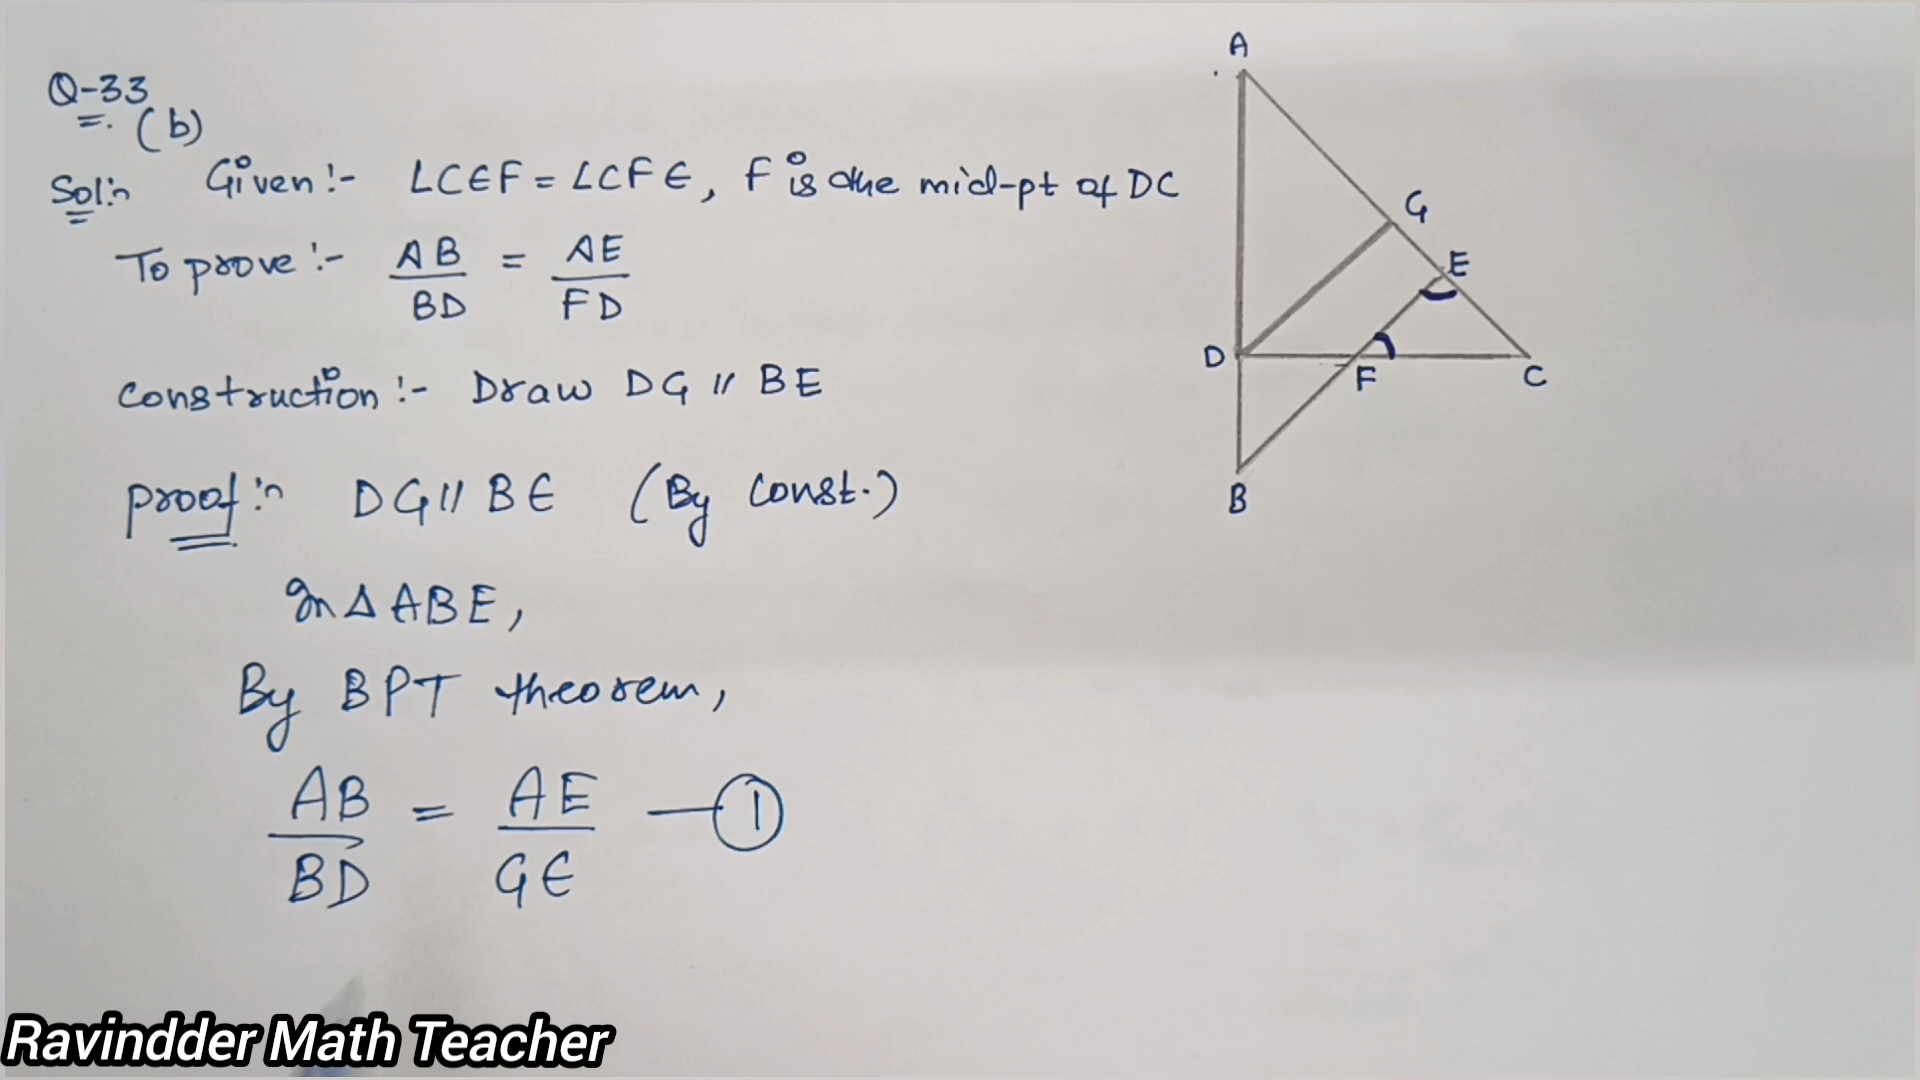 Q-33
(b)
Sol:n Given:- ∠CEF = ∠CFE, F is the mid-pt of DC
To prove:- AB/BD = AE/FD
Construction:- Draw DG || BE
Proof:n DG || BE (By Const.)
In Δ ABE,
By BPT theorem,
AB/BD = AE/GE —①
A
G
E
D
F
C
B
Ravindder Math Teacher